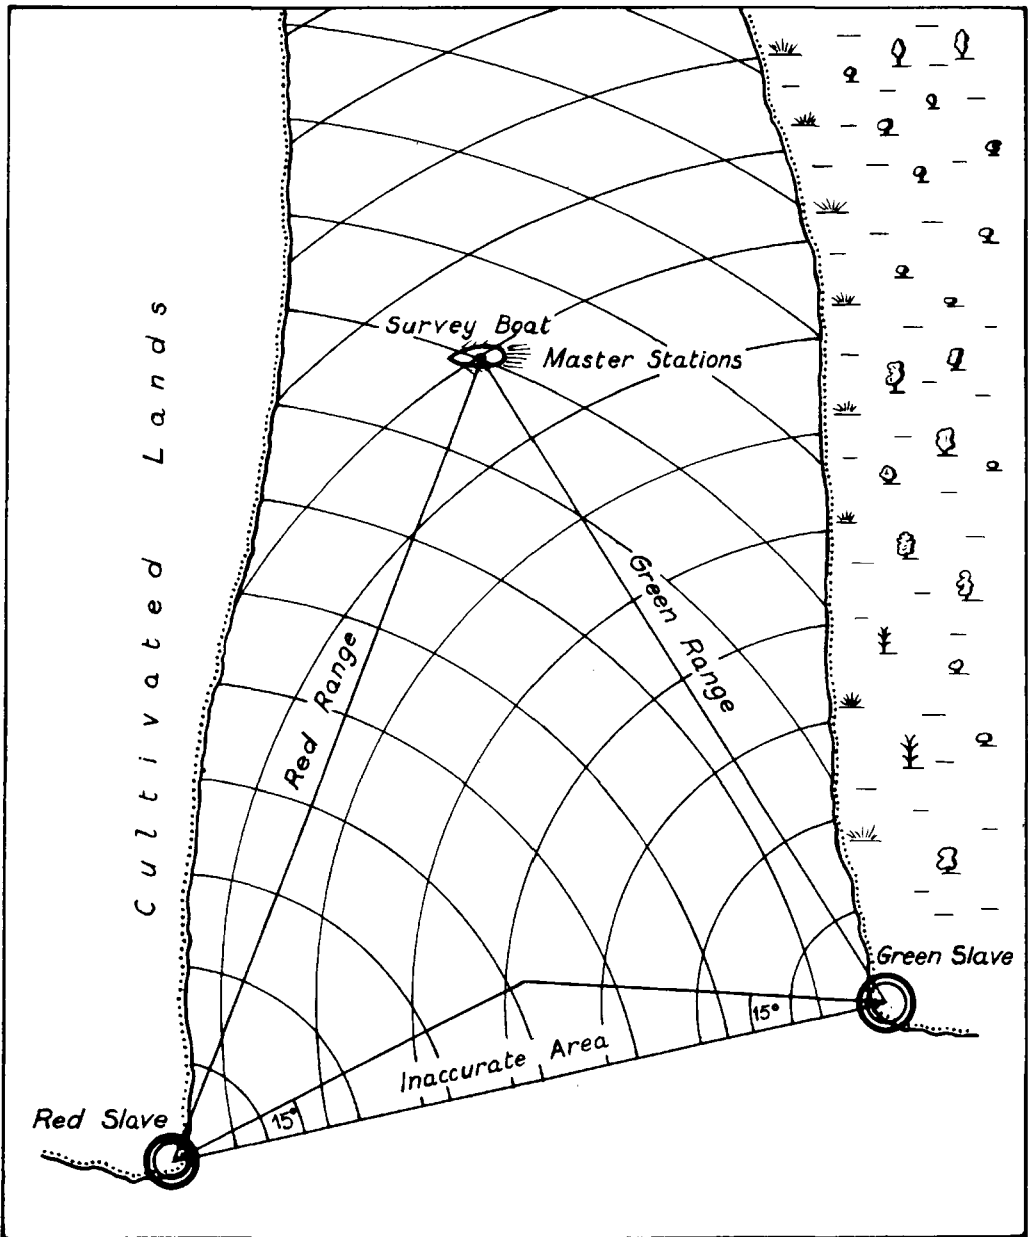 Survey Boat
Master Stations
Cultivated Lands
Red Range
Green Range
Green Slave
15°
Inaccurate Area
Red Slave
15°